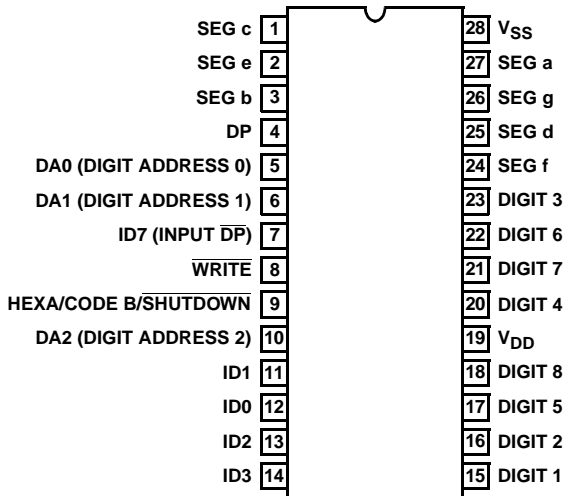 SEG c 1 28 VSS
SEG e 2 27 SEG a
SEG b 3 26 SEG g
DP 4 25 SEG d
DA0 (DIGIT ADDRESS 0) 5 24 SEG f
DA1 (DIGIT ADDRESS 1) 6 23 DIGIT 3
ID7 (INPUT DP) 7 22 DIGIT 6
WRITE 8 21 DIGIT 7
HEXA/CODE B/SHUTDOWN 9 20 DIGIT 4
DA2 (DIGIT ADDRESS 2) 10 19 VDD
ID1 11 18 DIGIT 8
ID0 12 17 DIGIT 5
ID2 13 16 DIGIT 2
ID3 14 15 DIGIT 1